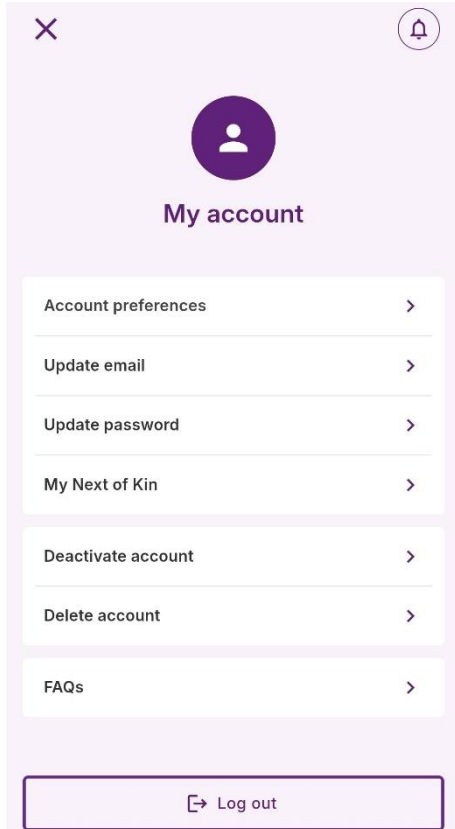 My account
Account preferences
Update email
Update password
My Next of Kin
Deactivate account
Delete account
FAQs
Log out